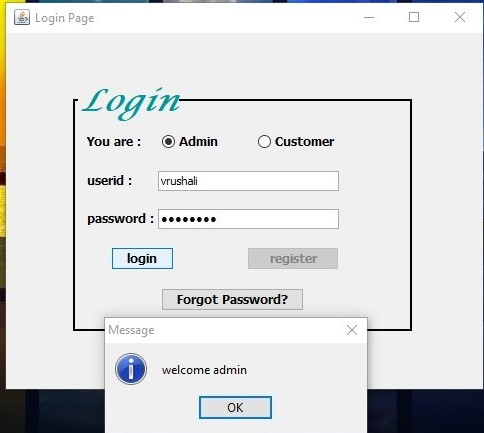 Login Page
Login
You are : Admin Customer
userid : vrushali
password : ••••••••
login register
Forgot Password?
Message
welcome admin
OK